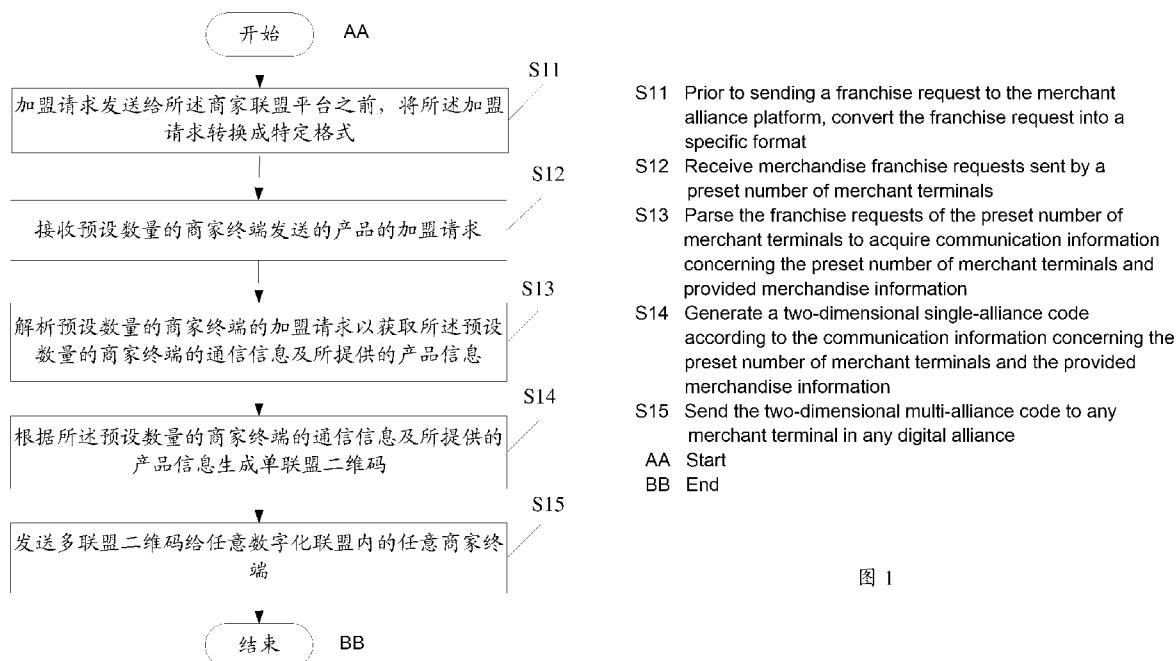 开始 AA
S11
加盟请求发送给所述商家联盟平台之前，将所述加盟
请求转换成特定格式
S12
接收预设数量的商家终端发送的产品的加盟请求
S13
解析预设数量的商家终端的加盟请求以获取所述预设
数量的商家终端的通信信息及所提供的产品信息
S14
根据所述预设数量的商家终端的通信信息及所提供的
产品信息生成单联盟二维码
S15
发送多联盟二维码给任意数字化联盟内的任意商家终
端
结束 BB
S11 Prior to sending a franchise request to the merchant
alliance platform, convert the franchise request into a
specific format
S12 Receive merchandise franchise requests sent by a
preset number of merchant terminals
S13 Parse the franchise requests of the preset number of
merchant terminals to acquire communication information
concerning the preset number of merchant terminals and
provided merchandise information
S14 Generate a two-dimensional single-alliance code
according to the communication information concerning the
preset number of merchant terminals and the provided
merchandise information
S15 Send the two-dimensional multi-alliance code to any
merchant terminal in any digital alliance
AA Start
BB End
图 1